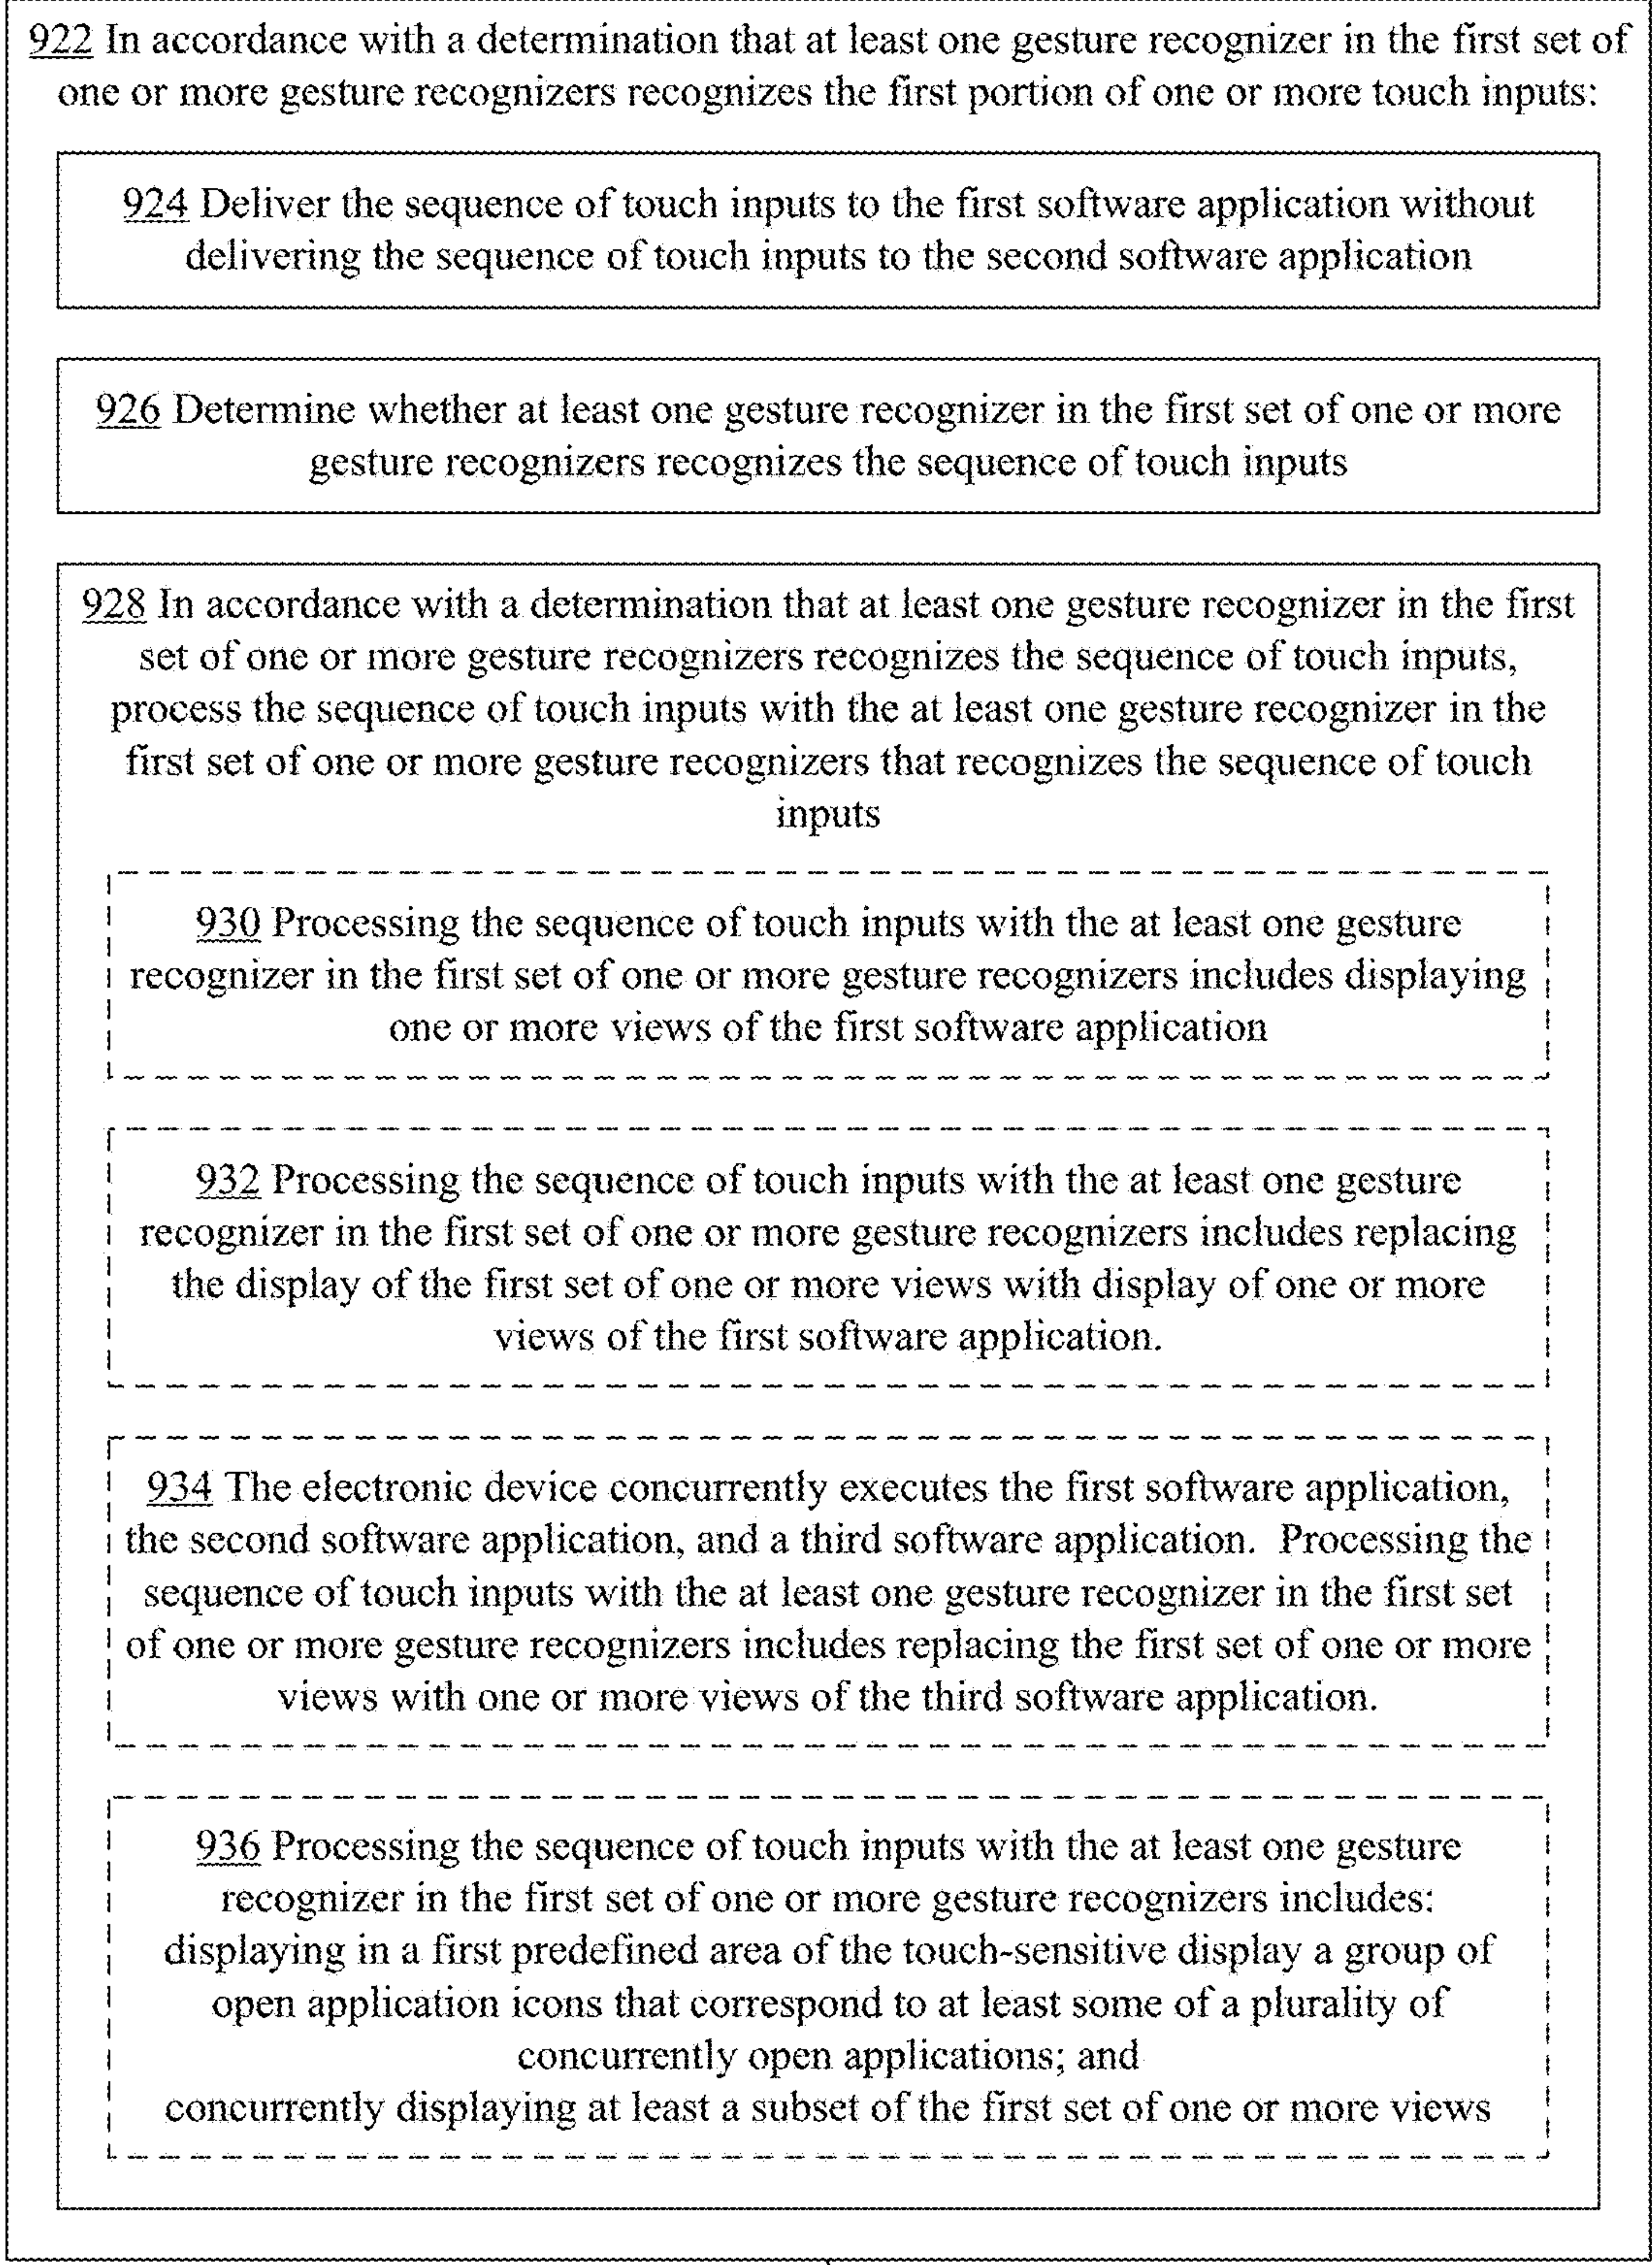 922 In accordance with a determination that at least one gesture recognizer in the first set of
one or more gesture recognizers recognizes the first portion of one or more touch inputs:
924 Deliver the sequence of touch inputs to the first software application without
delivering the sequence of touch inputs to the second software application
926 Determine whether at least one gesture recognizer in the first set of one or more
gesture recognizers recognizes the sequence of touch inputs
928 In accordance with a determination that at least one gesture recognizer in the first
set of one or more gesture recognizers recognizes the sequence of touch inputs,
process the sequence of touch inputs with the at least one gesture recognizer in the
first set of one or more gesture recognizers that recognizes the sequence of touch
inputs
930 Processing the sequence of touch inputs with the at least one gesture
recognizer in the first set of one or more gesture recognizers includes displaying
one or more views of the first software application
932 Processing the sequence of touch inputs with the at least one gesture
recognizer in the first set of one or more gesture recognizers includes replacing
the display of the first set of one or more views with display of one or more
views of the first software application.
934 The electronic device concurrently executes the first software application,
the second software application, and a third software application.  Processing the
sequence of touch inputs with the at least one gesture recognizer in the first set
of one or more gesture recognizers includes replacing the first set of one or more
views with one or more views of the third software application.
936 Processing the sequence of touch inputs with the at least one gesture
recognizer in the first set of one or more gesture recognizers includes:
displaying in a first predefined area of the touch-sensitive display a group of
open application icons that correspond to at least some of a plurality of
concurrently open applications; and
concurrently displaying at least a subset of the first set of one or more views